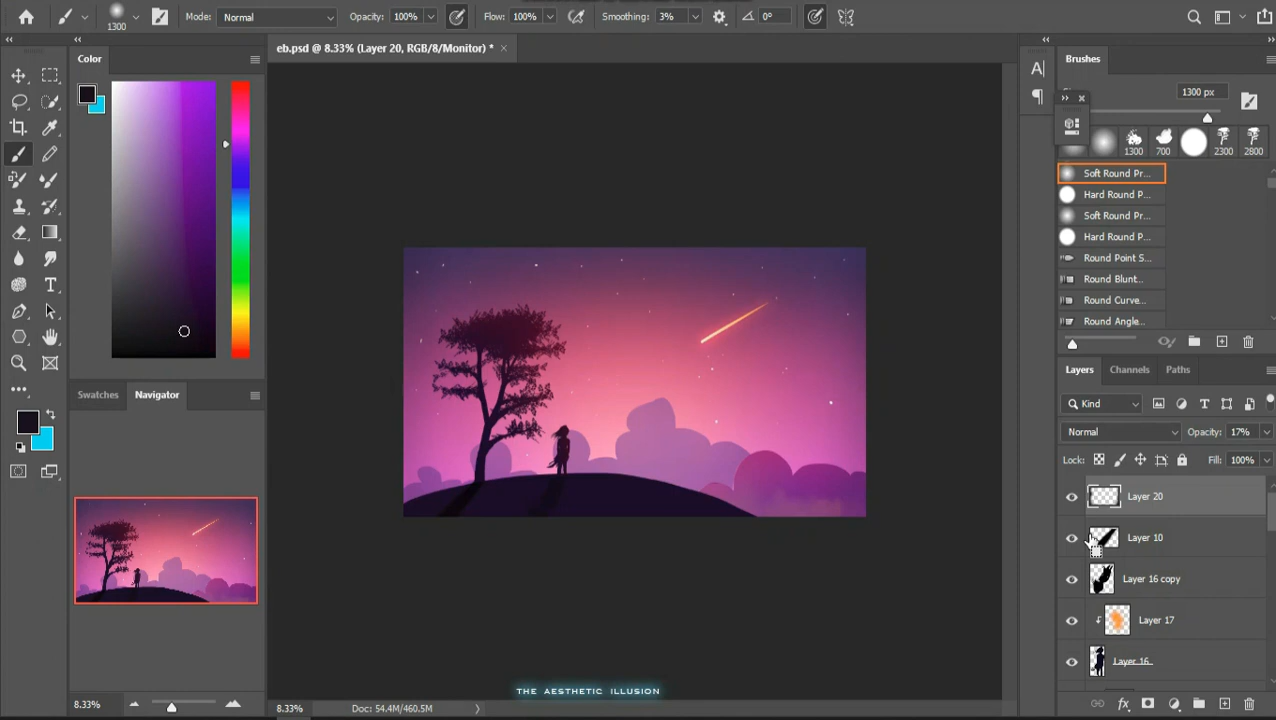 1300
Mode: Normal
Opacity: 100%
Flow: 100%
Smoothing: 3%
0°
Color
eb.psd @ 8.33% (Layer 20, RGB/8/Monitor) *
Brushes
1300 px
1300 700 2300 2800
Soft Round Pr...
Hard Round P...
Soft Round Pr...
Hard Round P...
Round Point S...
Round Blunt...
Round Curve...
Round Angle...
Swatches Navigator
Layers Channels Paths
Kind
Normal Opacity: 17%
Lock: Fill: 100%
Layer 20
Layer 10
Layer 16 copy
Layer 17
Layer 16
THE AESTHETIC ILLUSION
8.33%
8.33% Doc: 54.4M/460.5M